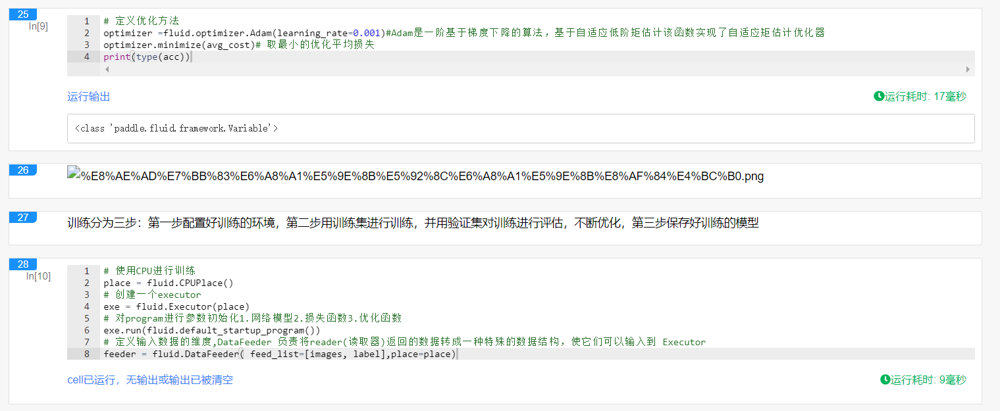 25
In[9]
1 # 定义优化方法
2 optimizer =fluid.optimizer.Adam(learning_rate=0.001)#Adam是一阶基于梯度下降的算法，基于自适应低阶矩估计该函数实现了自适应矩估计优化器
3 optimizer.minimize(avg_cost)# 取最小的优化平均损失
4 print(type(acc))
运行输出
运行耗时: 17毫秒
<class 'paddle.fluid.framework.Variable'>
26
%E8%AE%AD%E7%BB%83%E6%A8%A1%E5%9E%8B%E5%92%8C%E6%A8%A1%E5%9E%8B%E8%AF%84%E4%BC%B0.png
27
训练分为三步：第一步配置好训练的环境，第二步用训练集进行训练，并用验证集对训练进行评估，不断优化，第三步保存好训练的模型
28
In[10]
1 # 使用CPU进行训练
2 place = fluid.CPUPlace()
3 # 创建一个executor
4 exe = fluid.Executor(place)
5 # 对program进行参数初始化1.网络模型2.损失函数3.优化函数
6 exe.run(fluid.default_startup_program())
7 # 定义输入数据的维度,DataFeeder 负责将reader(读取器)返回的数据转成一种特殊的数据结构，使它们可以输入到 Executor
8 feeder = fluid.DataFeeder( feed_list=[images, label],place=place)
cell已运行，无输出或输出已被清空
运行耗时: 9毫秒